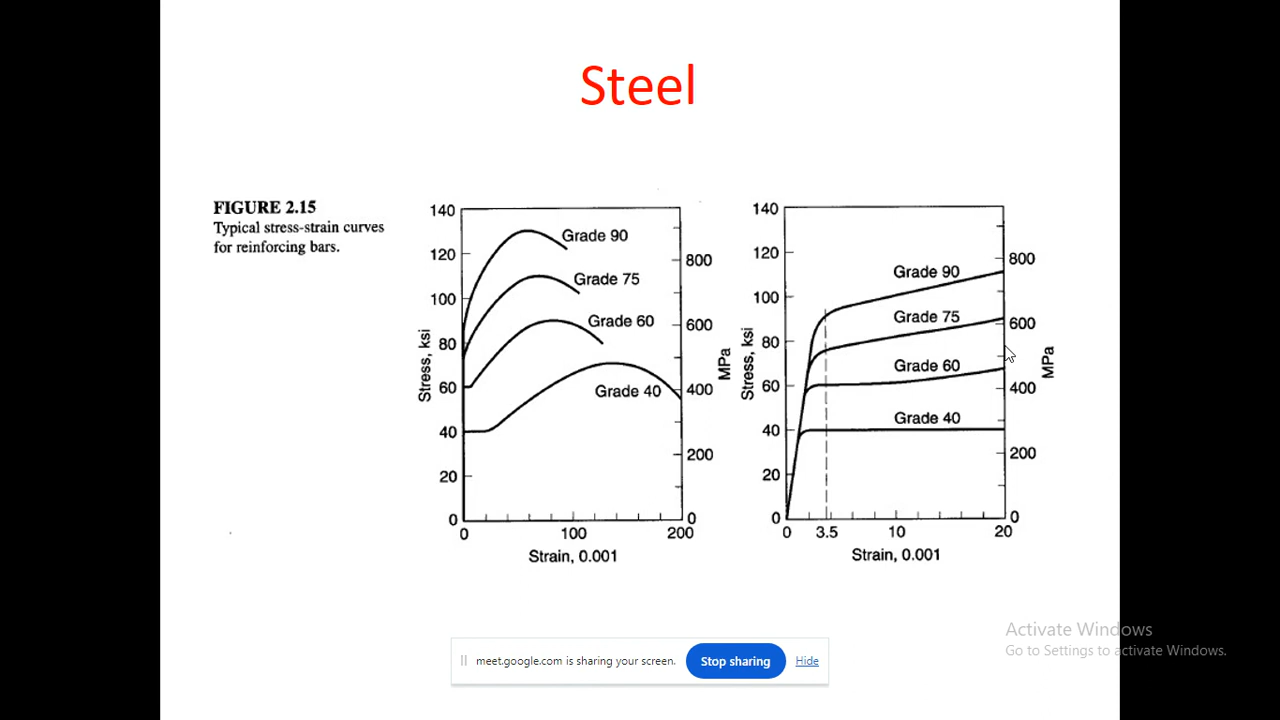 Steel
FIGURE 2.15
Typical stress-strain curves
for reinforcing bars.
140
120
100
80
60
40
20
0
Stress, ksi
Grade 90
Grade 75
Grade 60
Grade 40
800
600
400
200
0
MPa
0
100
200
Strain, 0.001
140
120
100
80
60
40
20
0
Stress, ksi
Grade 90
Grade 75
Grade 60
Grade 40
800
600
400
200
0
MPa
0
3.5
10
20
Strain, 0.001
Activate Windows
Go to Settings to activate Windows.
meet.google.com is sharing your screen.
Stop sharing
Hide